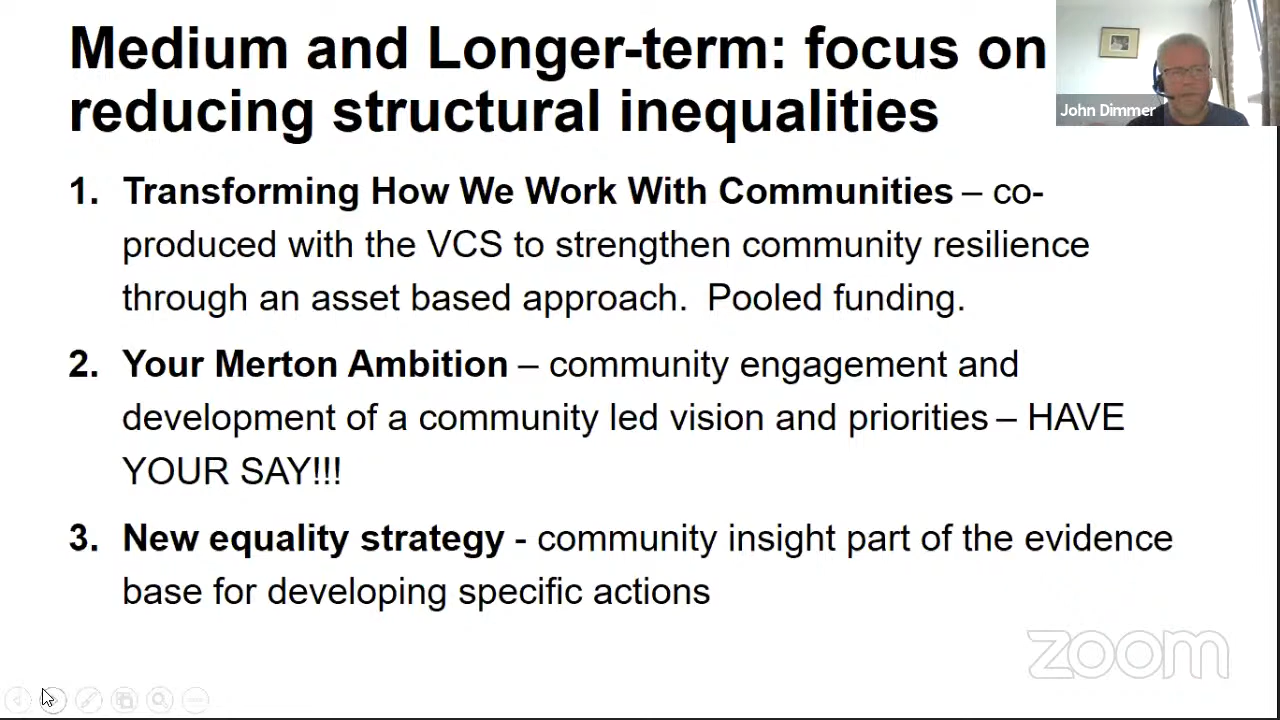 Medium and Longer-term: focus on
reducing structural inequalities
John Dimmer
1. Transforming How We Work With Communities – co-
produced with the VCS to strengthen community resilience
through an asset based approach.  Pooled funding.
2. Your Merton Ambition – community engagement and
development of a community led vision and priorities – HAVE
YOUR SAY!!!
3. New equality strategy - community insight part of the evidence
base for developing specific actions
zoom